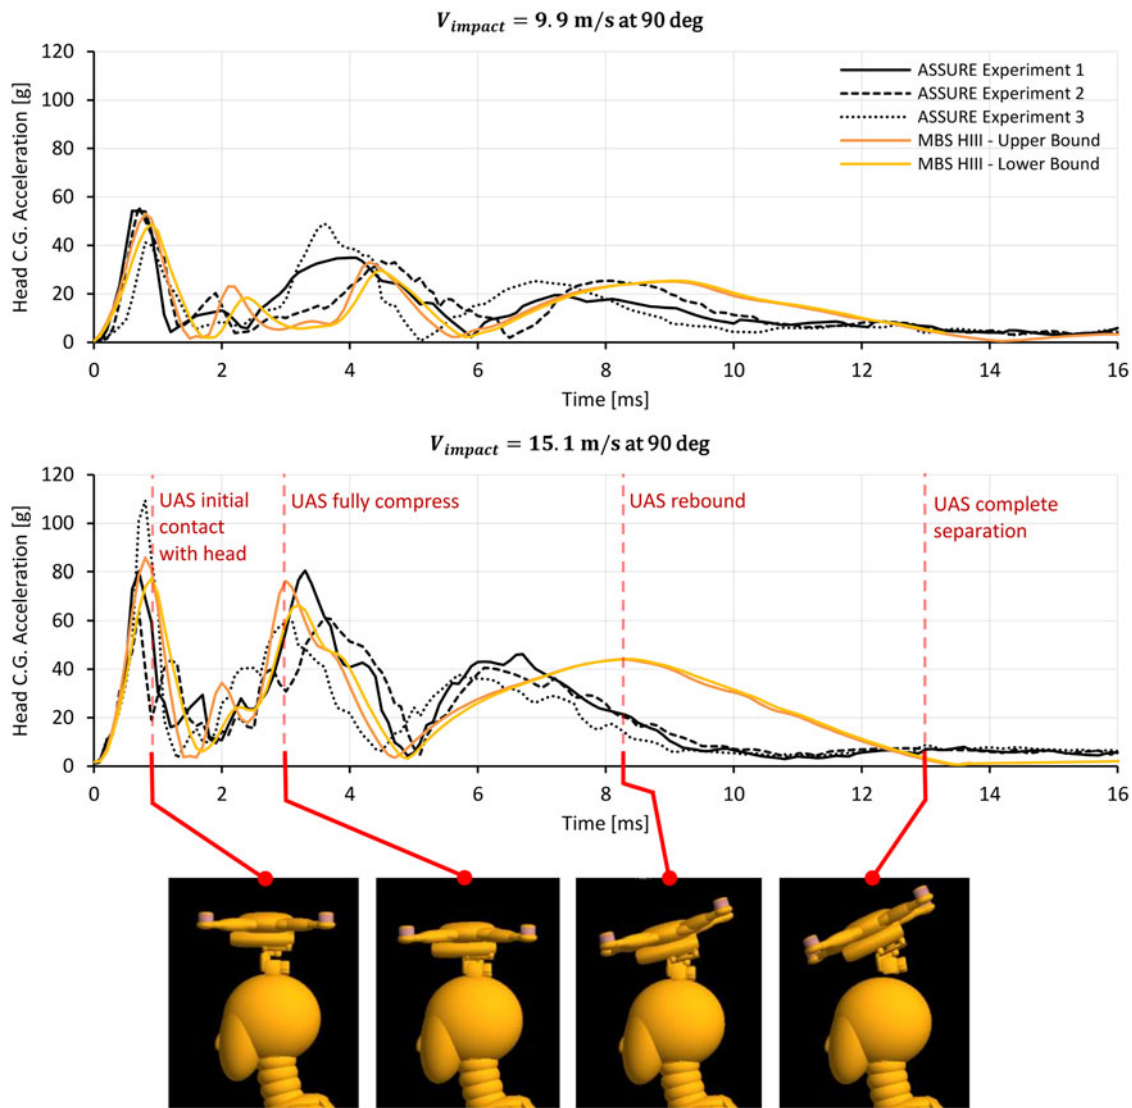 V_impact = 9.9 m/s at 90 deg
120
100
80
60
40
20
0
Head C.G. Acceleration [g]
ASSURE Experiment 1
ASSURE Experiment 2
ASSURE Experiment 3
MBS HIII - Upper Bound
MBS HIII - Lower Bound
0 2 4 6 8 10 12 14 16
Time [ms]
V_impact = 15.1 m/s at 90 deg
120
100
80
60
40
20
0
Head C.G. Acceleration [g]
UAS initial
contact
with head
UAS fully compress
UAS rebound
UAS complete
separation
0 2 4 6 8 10 12 14 16
Time [ms]